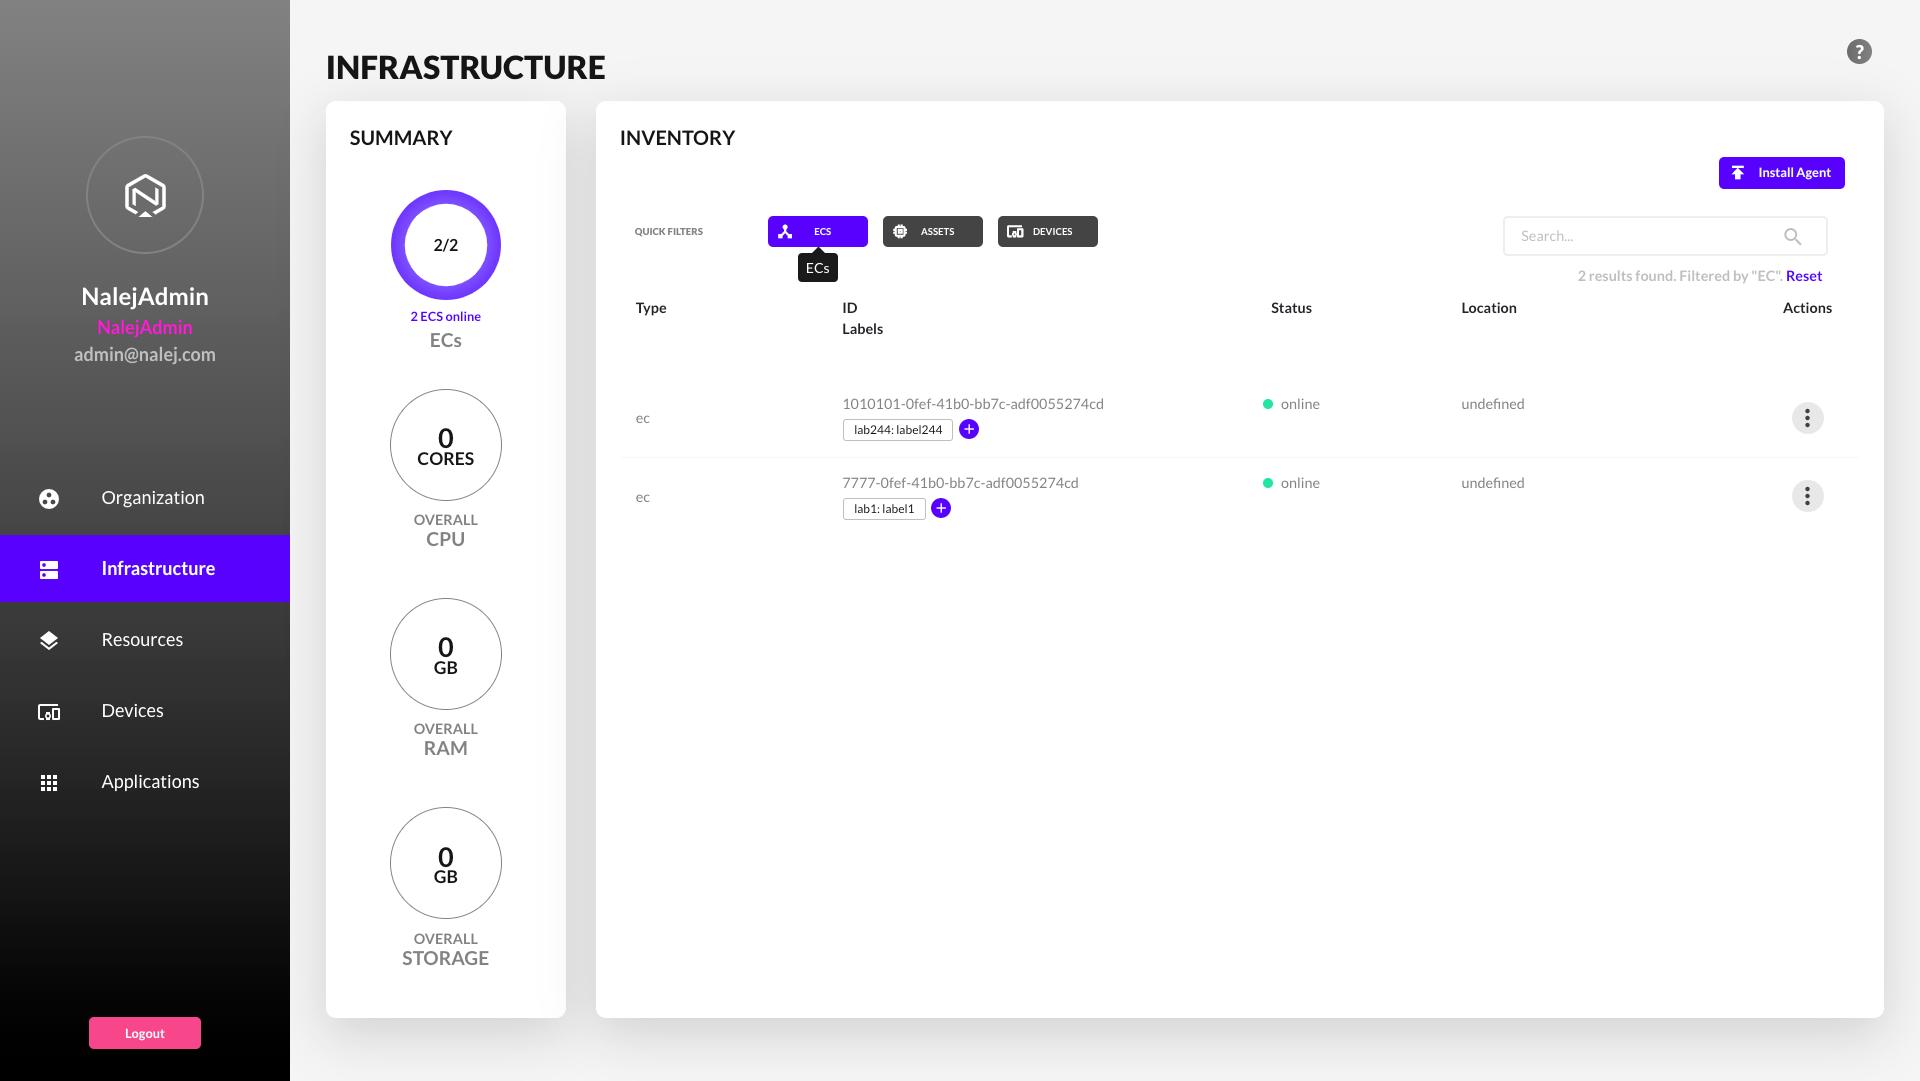 NalejAdmin
NalejAdmin
admin@nalej.com
Organization
Infrastructure
Resources
Devices
Applications
Logout
INFRASTRUCTURE
?
SUMMARY
2/2
2 ECS online
ECs
0
CORES
OVERALL
CPU
0
GB
OVERALL
RAM
0
GB
OVERALL
STORAGE
INVENTORY
Install Agent
QUICK FILTERS
ECS
ASSETS
DEVICES
ECs
Search...
2 results found. Filtered by "EC". Reset
Type ID Status Location Actions
Labels
ec 1010101-0fef-41b0-bb7c-adf0055274cd online undefined
lab244: label244
ec 7777-0fef-41b0-bb7c-adf0055274cd online undefined
lab1: label1